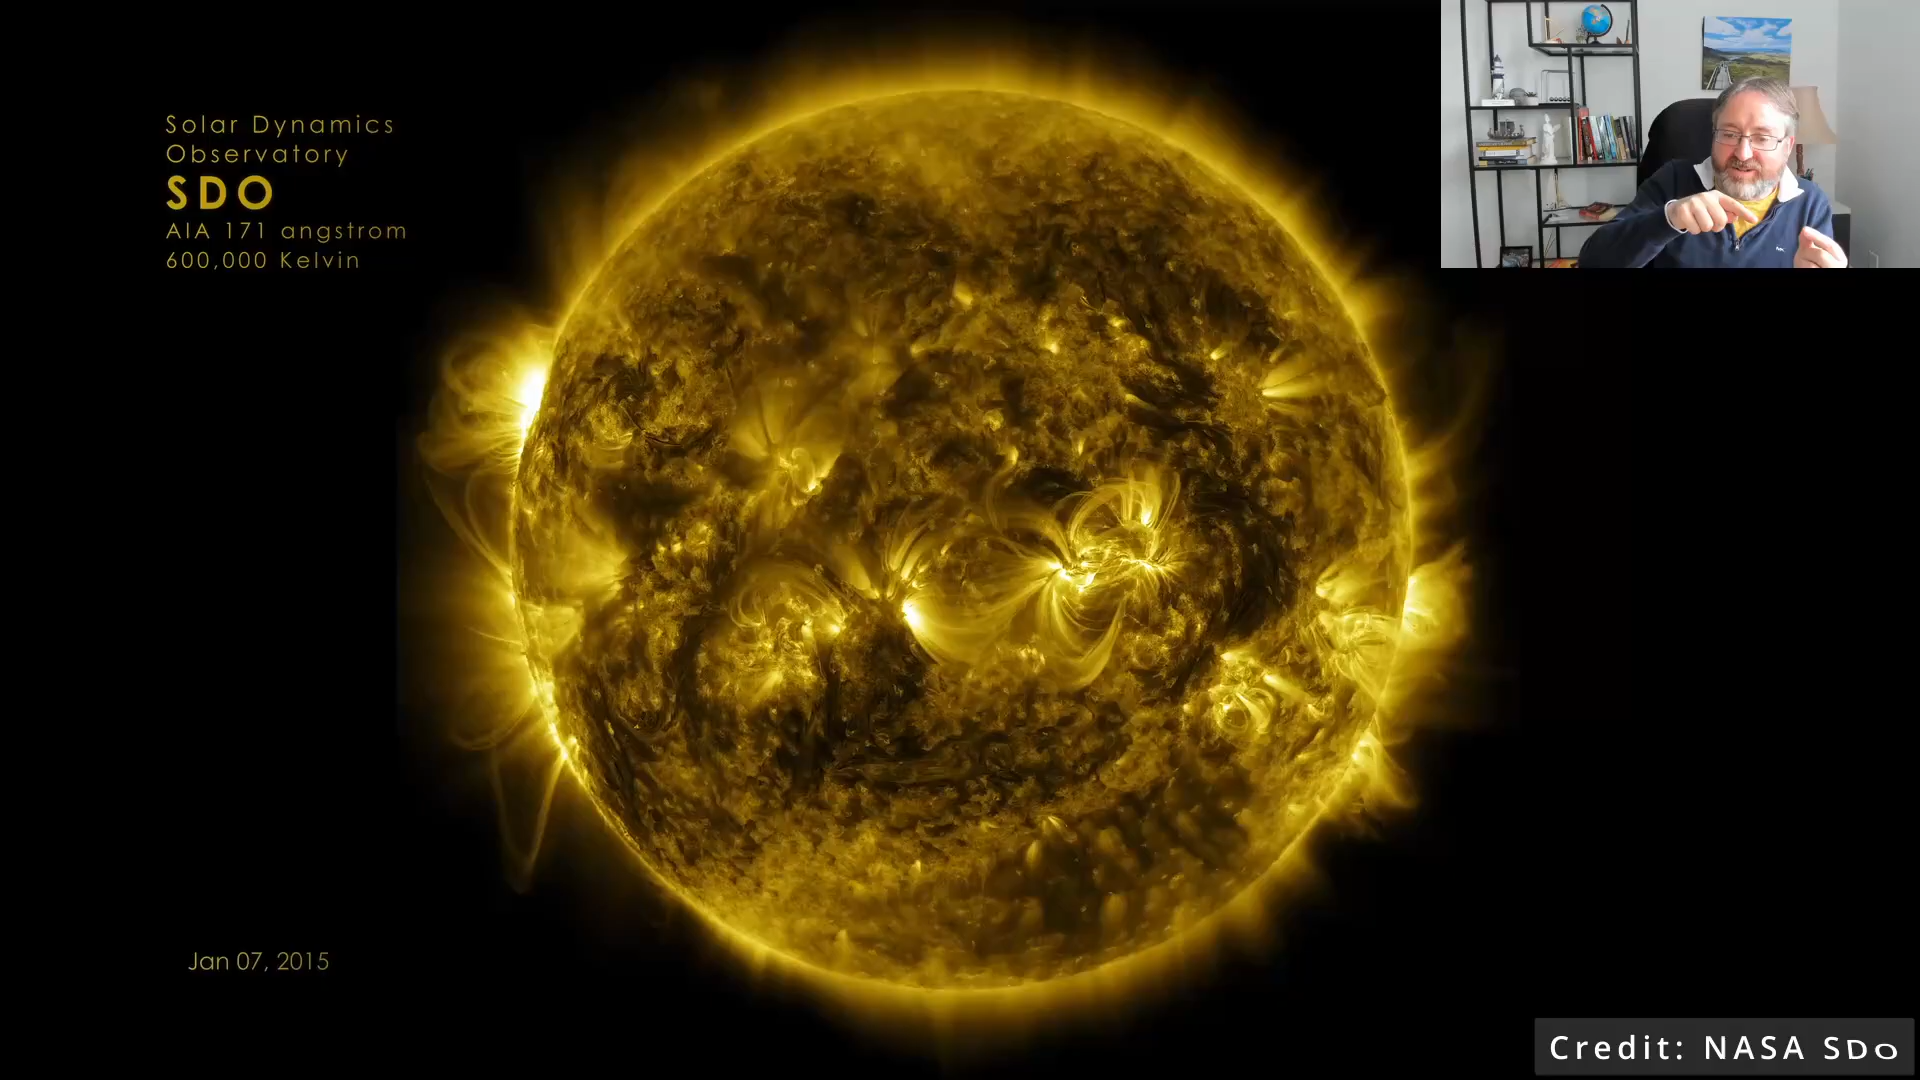 Solar Dynamics
Observatory
SDO
AIA 171 angstrom
600,000 Kelvin
Jan 07, 2015
Credit: NASA SDO